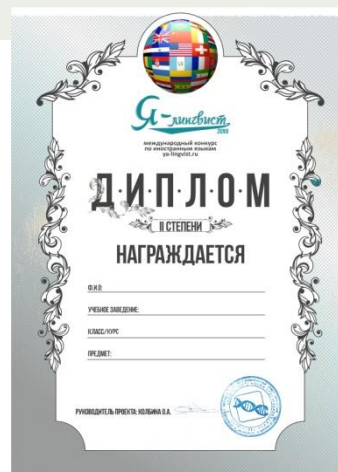 Я-лингвист
2018
международный конкурс
по иностранным языкам
ya-lingvist.ru
Д·И·П·Л·О·М
II СТЕПЕНИ
НАГРАЖДАЕТСЯ
Ф.И.О:
УЧЕБНОЕ ЗАВЕДЕНИЕ:
КЛАСС/КУРС
ПРЕДМЕТ:
РУКОВОДИТЕЛЬ ПРОЕКТА: КОЛБИНА О.А.